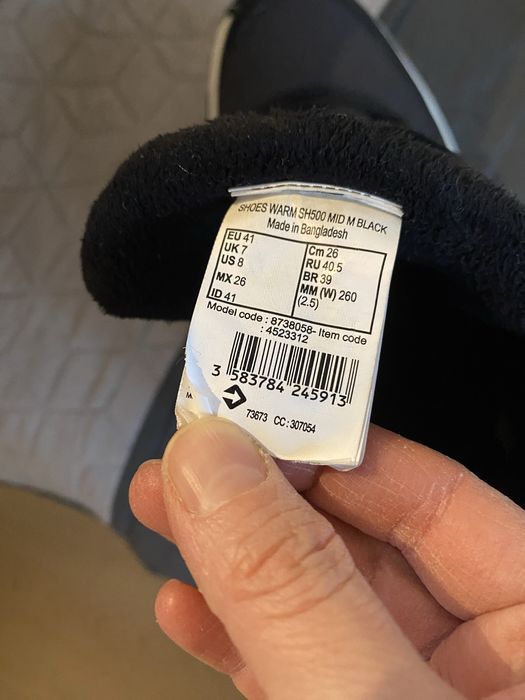 SHOES WARM SH500 MID M BLACK
Made in Bangladesh
EU 41
UK 7
US 8
MX 26
ID 41
Cm 26
RU 40.5
BR 39
MM (W) 260
(2.5)
Model code : 8738058- Item code
: 4523312
3 583784 245913
M
73673 CC : 307054